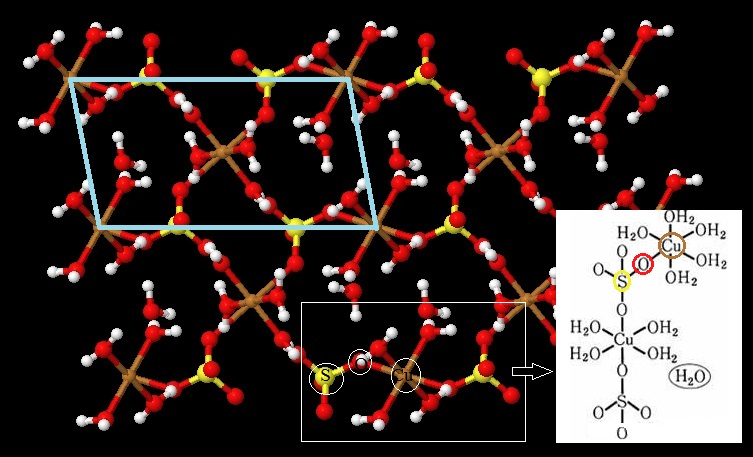 S O Cu
OH₂
H₂O OH₂
Cu
O
O OH₂
O
S OH₂
O
H₂O OH₂
Cu
H₂O OH₂
O H₂O
S
O O
O